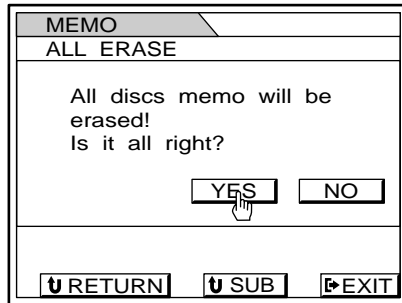 MEMO
ALL ERASE
All discs memo will be
erased!
Is it all right?
YES NO
RETURN SUB EXIT